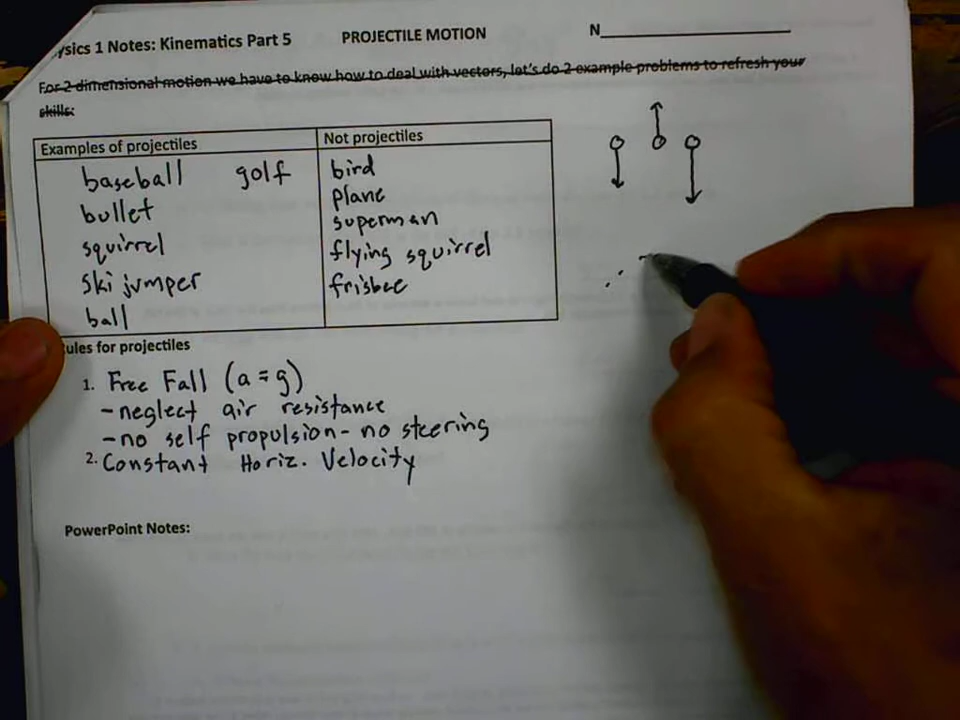 ysics 1 Notes: Kinematics Part 5 PROJECTILE MOTION N
For 2 dimensional motion we have to know how to deal with vectors, let's do 2 example problems to refresh your
skills:
Examples of projectiles Not projectiles
baseball golf bird
bullet plane
squirrel superman
ski jumper flying squirrel
ball frisbee
ules for projectiles
1. Free Fall (a = g)
- neglect air resistance
- no self propulsion - no steering
2. Constant Horiz. Velocity
PowerPoint Notes: